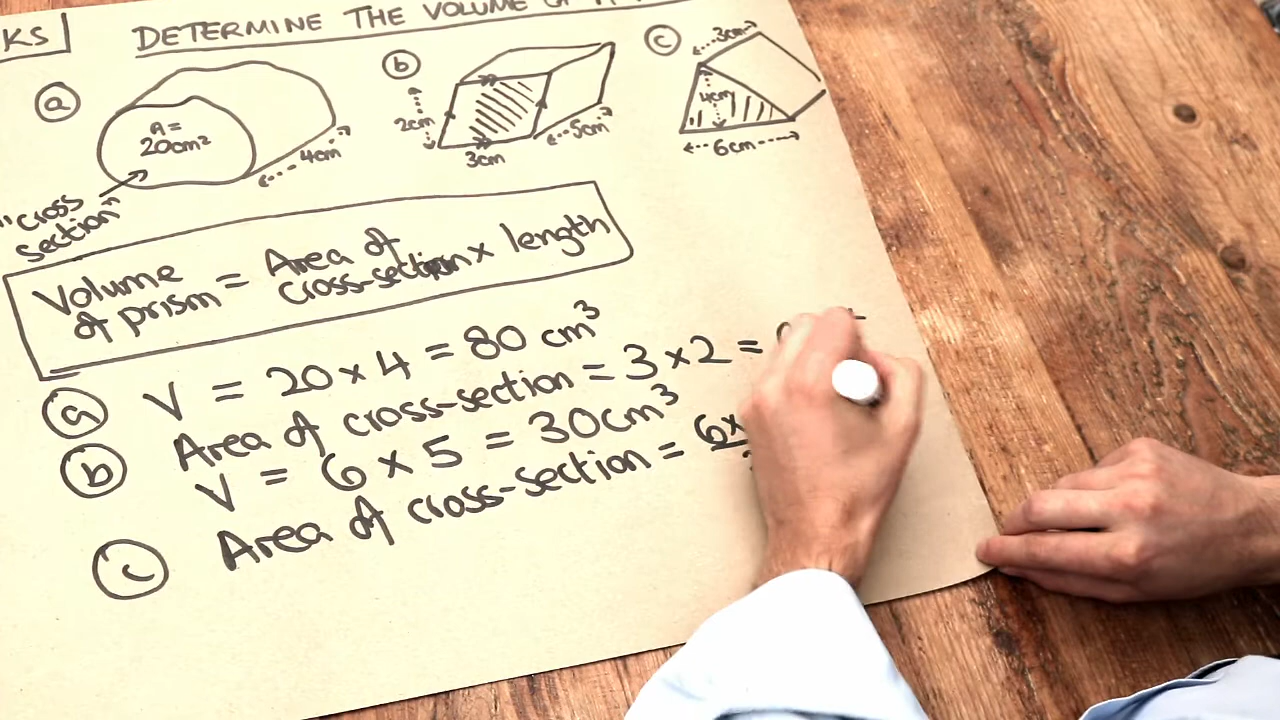 KS
DETERMINE THE VOLUME
a
A =
20cm²
4cm
"cross
section"
b
2cm
3cm
5cm
c
3cm
4cm
6cm
Volume of prism = Area of cross-section × length
a V = 20 × 4 = 80 cm³
b Area of cross-section = 3 × 2 =
V = 6 × 5 = 30cm³
c Area of cross-section = 6×